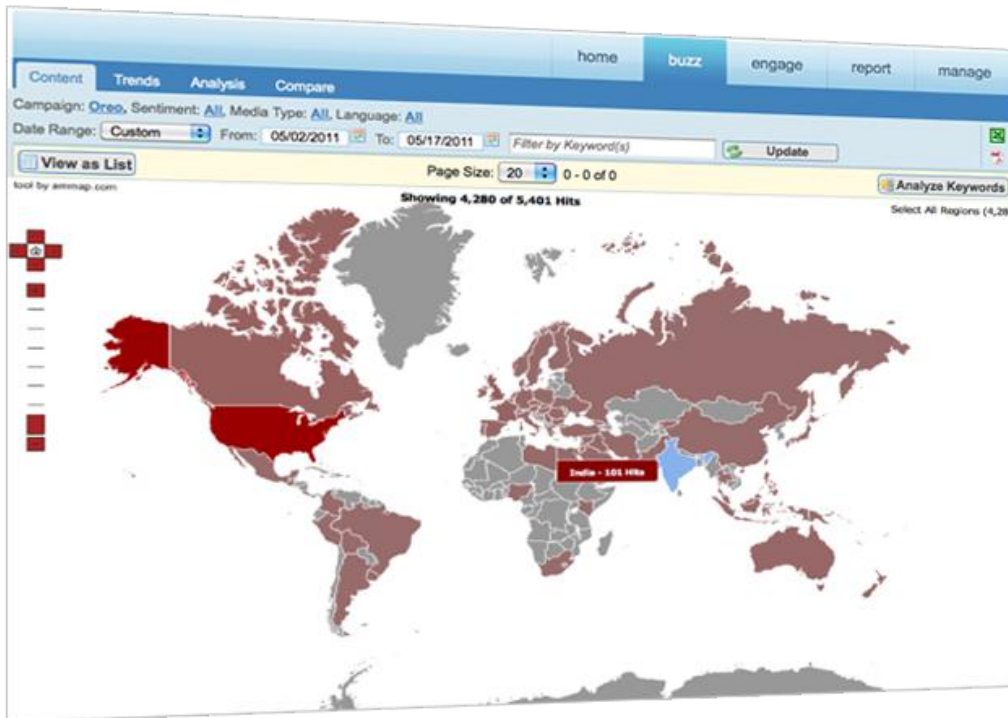 home buzz engage report manage
Content Trends Analysis Compare
Campaign: Oreo, Sentiment: All, Media Type: All, Language: All
Date Range: Custom From: 05/02/2011 To: 05/17/2011 Filter by Keyword(s) Update
View as List Page Size: 20 0 - 0 of 0 Analyze Keywords
tool by ammap.com
Showing 4,280 of 5,401 Hits
Select All Regions (4,28
India - 101 Hits